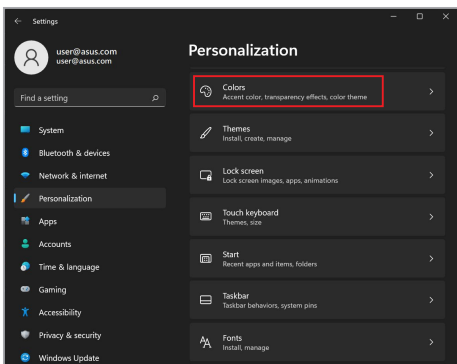 Settings
user@asus.com
user@asus.com
Find a setting
System
Bluetooth & devices
Network & internet
Personalization
Apps
Accounts
Time & language
Gaming
Accessibility
Privacy & security
Windows Update
Personalization
Colors
Accent color, transparency effects, color theme
Themes
Install, create, manage
Lock screen
Lock screen images, apps, animations
Touch keyboard
Themes, size
Start
Recent apps and items, folders
Taskbar
Taskbar behaviors, system pins
Fonts
Install, manage